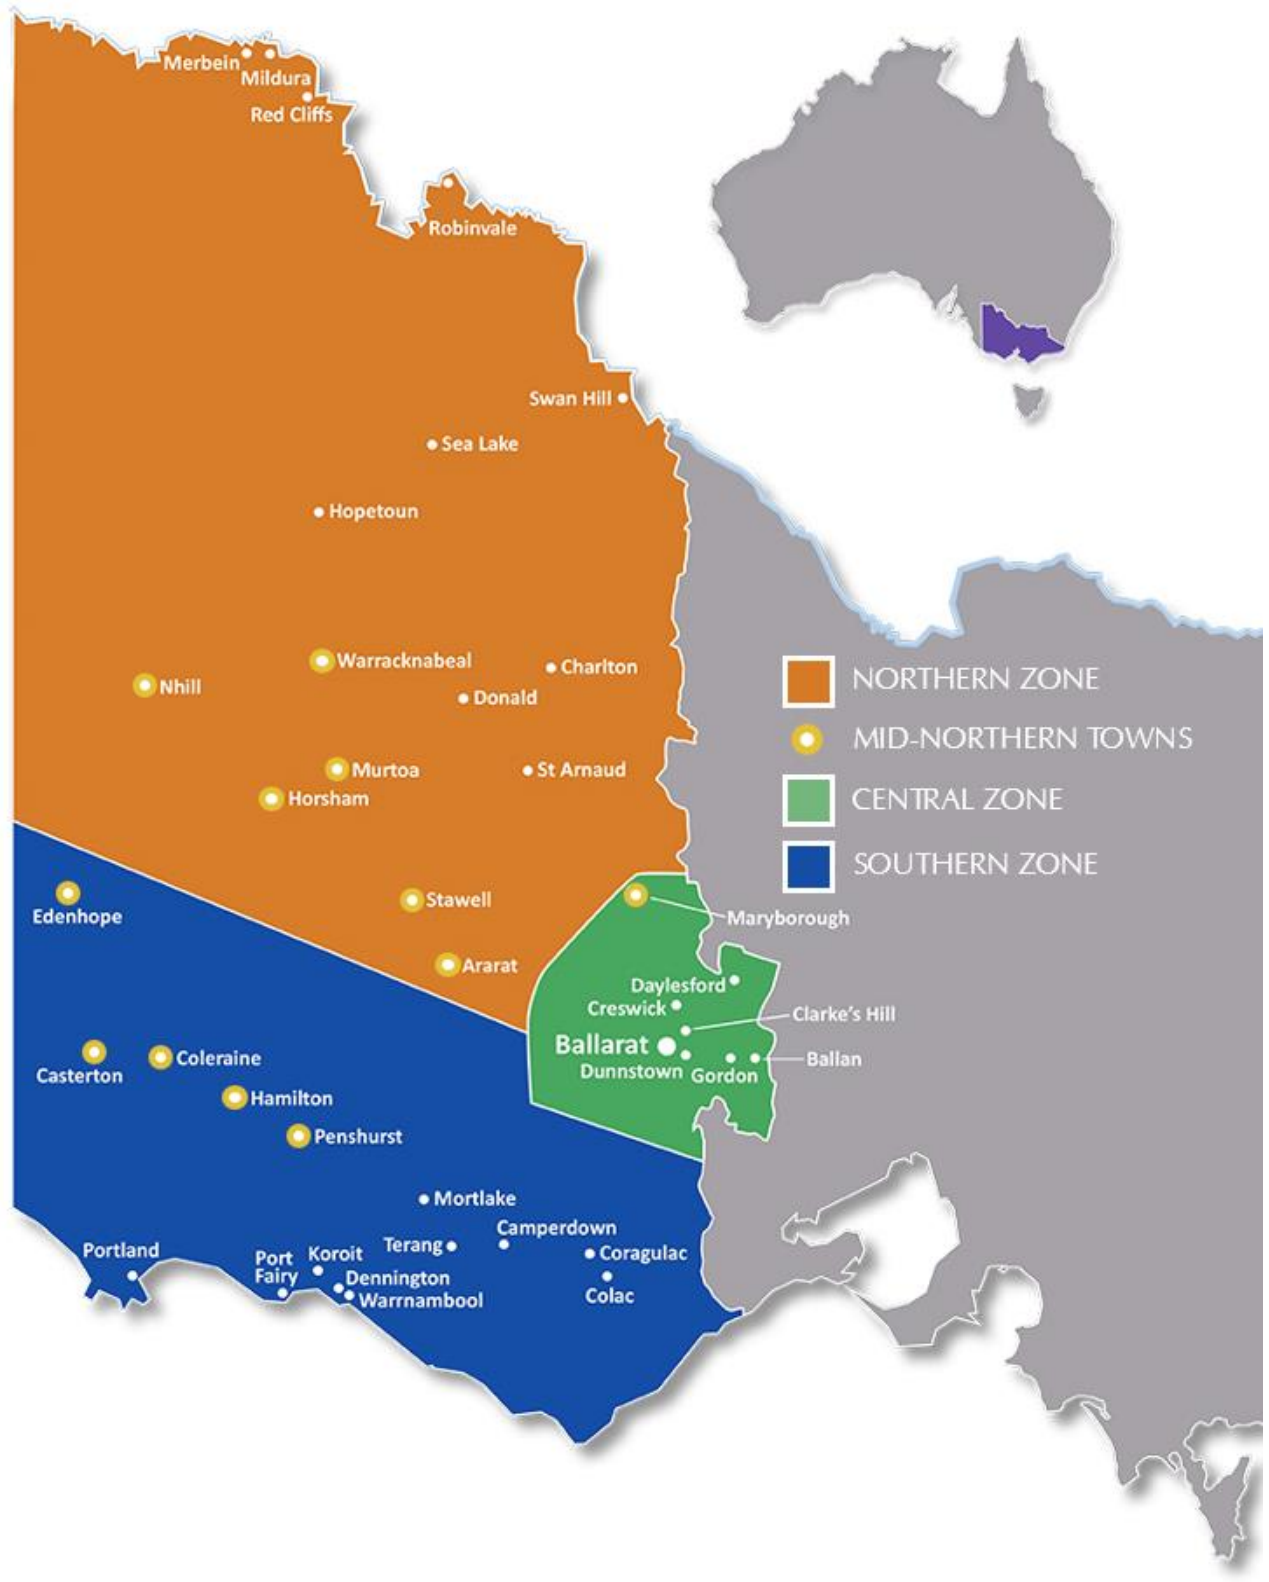 Merbein
Mildura
Red Cliffs
Robinvale
Swan Hill
Sea Lake
Hopetoun
Warracknabeal
Charlton
Nhill
Donald
NORTHERN ZONE
MID-NORTHERN TOWNS
Murtoa
St Arnaud
Horsham
CENTRAL ZONE
SOUTHERN ZONE
Stawell
Edenhope
Maryborough
Ararat
Daylesford
Creswick
Clarke's Hill
Ballarat
Dunnstown
Gordon
Ballan
Coleraine
Casterton
Hamilton
Penshurst
Mortlake
Camperdown
Terang
Coragulac
Portland
Port
Fairy
Koroit
Dennington
Warrnambool
Colac